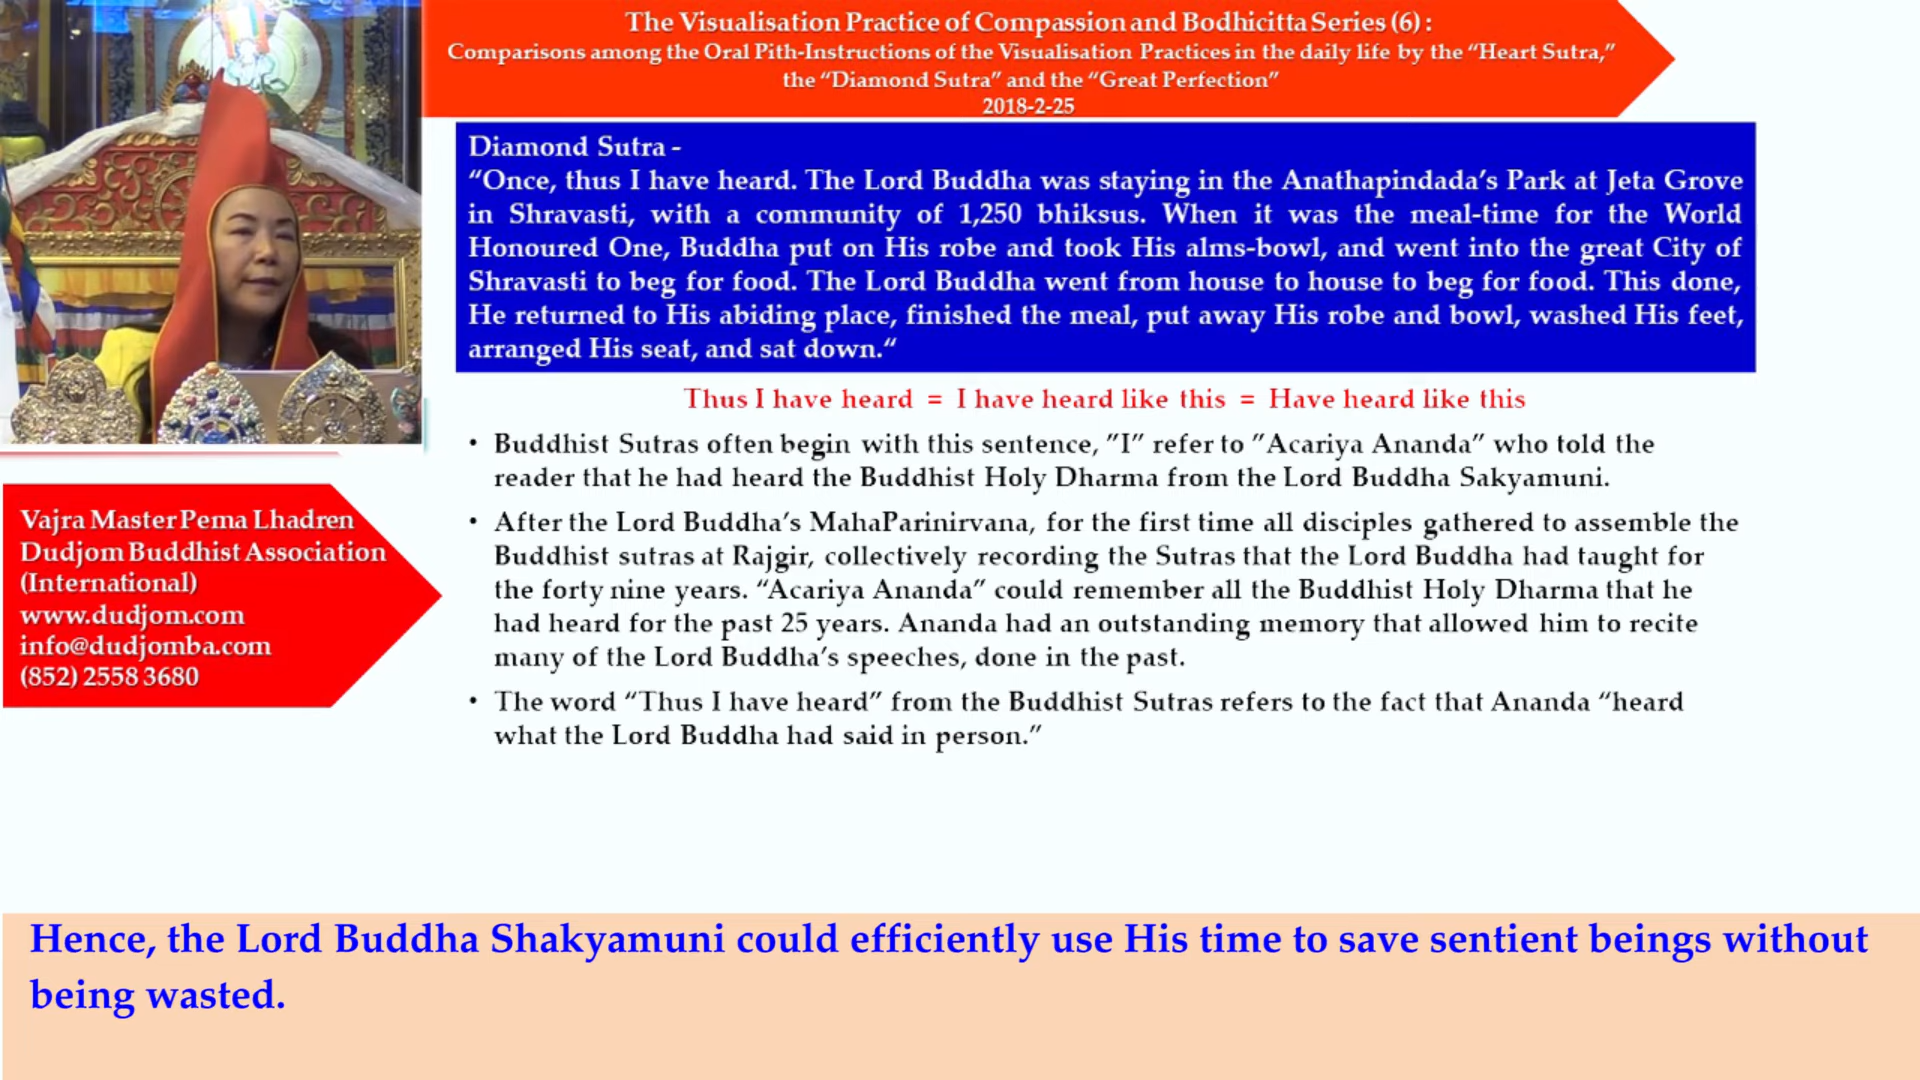 The Visualisation Practice of Compassion and Bodhicitta Series (6) :
Comparisons among the Oral Pith-Instructions of the Visualisation Practices in the daily life by the “Heart Sutra,”
the “Diamond Sutra” and the “Great Perfection”
2018-2-25
Diamond Sutra -
“Once, thus I have heard. The Lord Buddha was staying in the Anathapindada’s Park at Jeta Grove
in Shravasti, with a community of 1,250 bhiksus. When it was the meal-time for the World
Honoured One, Buddha put on His robe and took His alms-bowl, and went into the great City of
Shravasti to beg for food. The Lord Buddha went from house to house to beg for food. This done,
He returned to His abiding place, finished the meal, put away His robe and bowl, washed His feet,
arranged His seat, and sat down.“
Thus I have heard = I have heard like this = Have heard like this
• Buddhist Sutras often begin with this sentence, ”I” refer to ”Acariya Ananda” who told the
reader that he had heard the Buddhist Holy Dharma from the Lord Buddha Sakyamuni.
• After the Lord Buddha’s MahaParinirvana, for the first time all disciples gathered to assemble the
Buddhist sutras at Rajgir, collectively recording the Sutras that the Lord Buddha had taught for
the forty nine years. “Acariya Ananda” could remember all the Buddhist Holy Dharma that he
had heard for the past 25 years. Ananda had an outstanding memory that allowed him to recite
many of the Lord Buddha’s speeches, done in the past.
• The word “Thus I have heard” from the Buddhist Sutras refers to the fact that Ananda “heard
what the Lord Buddha had said in person.”
Vajra Master Pema Lhadren
Dudjom Buddhist Association
(International)
www.dudjom.com
info@dudjomba.com
(852) 2558 3680
Hence, the Lord Buddha Shakyamuni could efficiently use His time to save sentient beings without
being wasted.